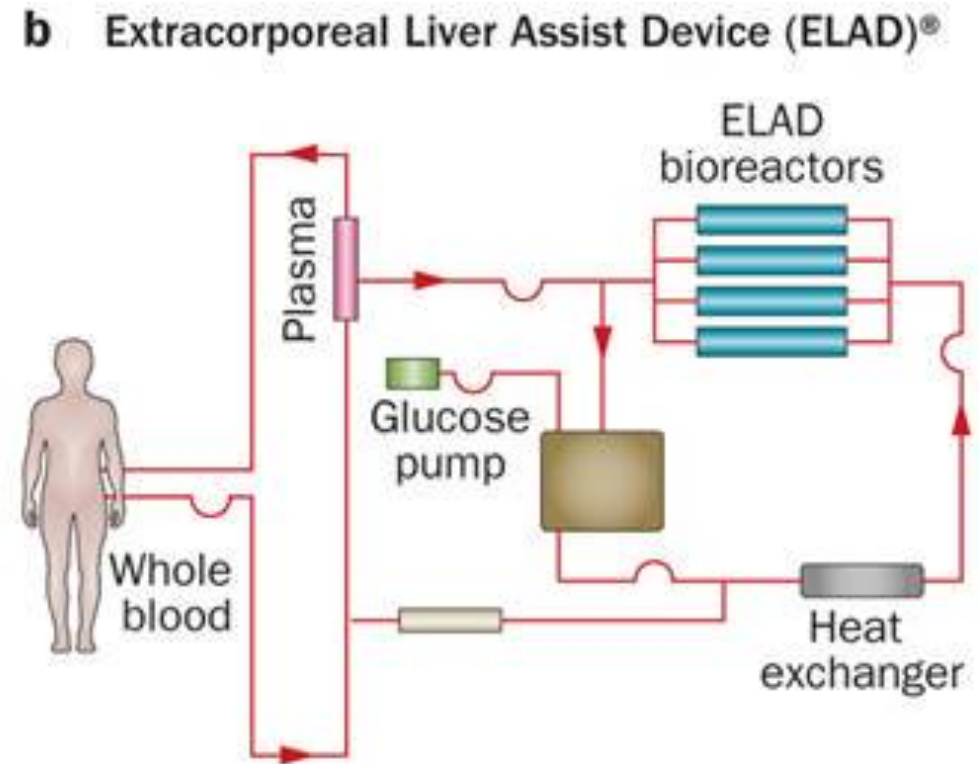 b Extracorporeal Liver Assist Device (ELAD)®
ELAD
bioreactors
Plasma
Glucose
pump
Whole
blood
Heat
exchanger